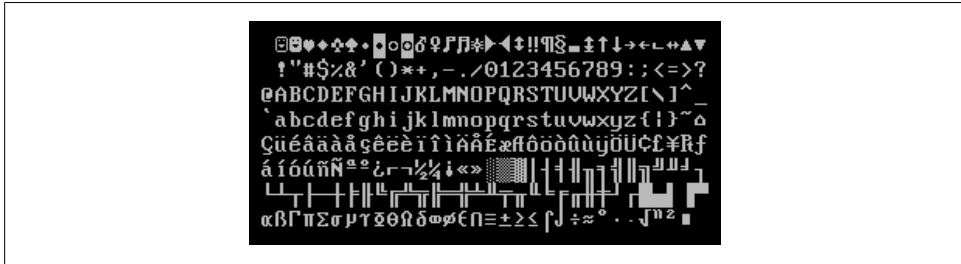 ☺☻♥♦♣♠•◘○◙♂♀♪♫☼►◄↕‼¶§▬↨↑↓→←∟↔▲▼
!"#$%&'()*+,-./0123456789:;<=>?
@ABCDEFGHIJKLMNOPQRSTUVWXYZ[\]^_
`abcdefghijklmnopqrstuvwxyz{|}~⌂
ÇüéâäàåçêëèïîìÄÅÉæÆôöòûùÿÖÜ¢£¥₧ƒ
áíóúñÑªº¿⌐¬½¼¡«»░▒▓│┤╡╢╖╕╣║╗╝╜╛┐
└┴┬├─┼╞╟╚╔╩╦╠═╬╧╨╤╥╙╘╒╓╫╪┘┌█▄▌▐▀
αßΓπΣσµτΦΘΩδ∞φε∩≡±≥≤⌠⌡÷≈°∙·√ⁿ²■